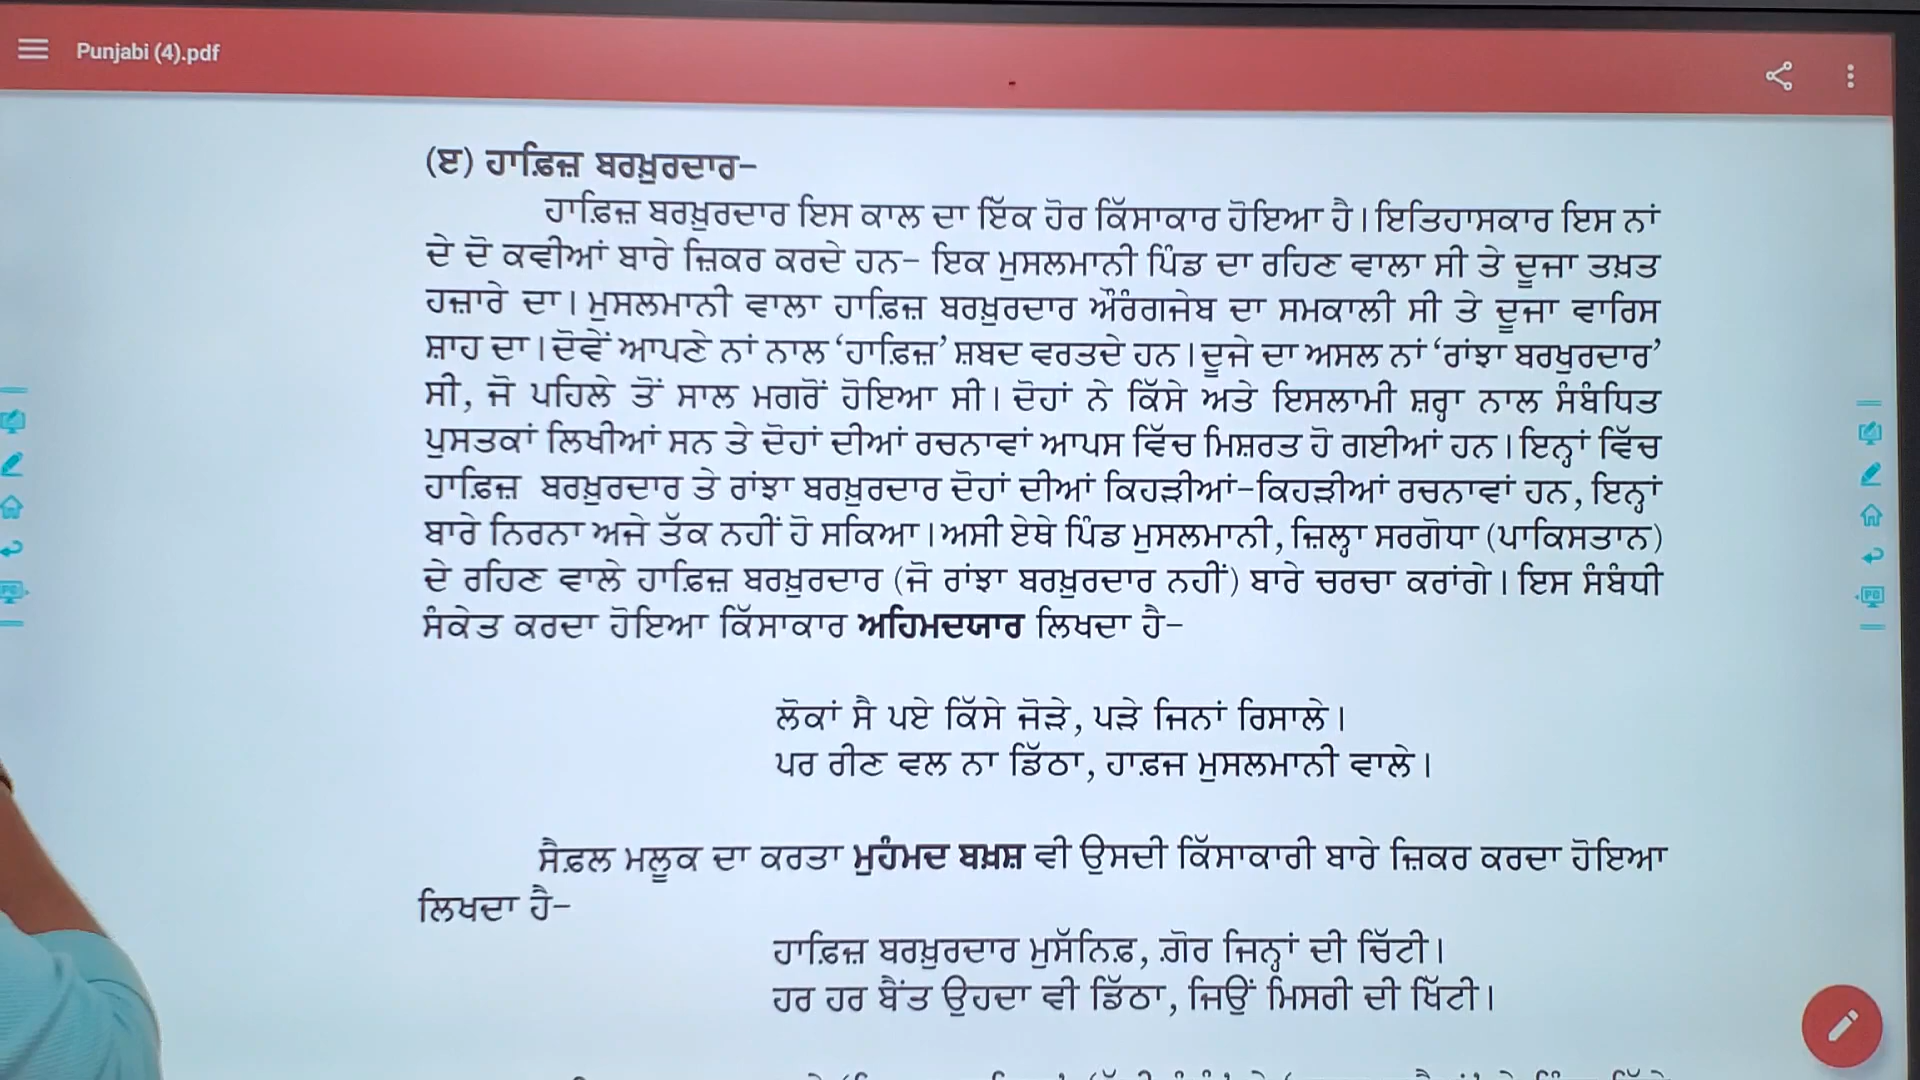 Punjabi (4).pdf
(ੲ) ਹਾਫ਼ਿਜ਼ ਬਰਖ਼ੁਰਦਾਰ-
ਹਾਫ਼ਿਜ਼ ਬਰਖ਼ੁਰਦਾਰ ਇਸ ਕਾਲ ਦਾ ਇੱਕ ਹੋਰ ਕਿੱਸਾਕਾਰ ਹੋਇਆ ਹੈ। ਇਤਿਹਾਸਕਾਰ ਇਸ ਨਾਂ
ਦੇ ਦੋ ਕਵੀਆਂ ਬਾਰੇ ਜ਼ਿਕਰ ਕਰਦੇ ਹਨ- ਇਕ ਮੁਸਲਮਾਨੀ ਪਿੰਡ ਦਾ ਰਹਿਣ ਵਾਲਾ ਸੀ ਤੇ ਦੂਜਾ ਤਖ਼ਤ
ਹਜ਼ਾਰੇ ਦਾ। ਮੁਸਲਮਾਨੀ ਵਾਲਾ ਹਾਫ਼ਿਜ਼ ਬਰਖ਼ੁਰਦਾਰ ਔਰੰਗਜੇਬ ਦਾ ਸਮਕਾਲੀ ਸੀ ਤੇ ਦੂਜਾ ਵਾਰਿਸ
ਸ਼ਾਹ ਦਾ। ਦੋਵੇਂ ਆਪਣੇ ਨਾਂ ਨਾਲ ‘ਹਾਫ਼ਿਜ਼’ ਸ਼ਬਦ ਵਰਤਦੇ ਹਨ। ਦੂਜੇ ਦਾ ਅਸਲ ਨਾਂ ‘ਰਾਂਝਾ ਬਰਖੁਰਦਾਰ’
ਸੀ, ਜੋ ਪਹਿਲੇ ਤੋਂ ਸਾਲ ਮਗਰੋਂ ਹੋਇਆ ਸੀ। ਦੋਹਾਂ ਨੇ ਕਿੱਸੇ ਅਤੇ ਇਸਲਾਮੀ ਸ਼ਰ੍ਹਾ ਨਾਲ ਸੰਬੰਧਿਤ
ਪੁਸਤਕਾਂ ਲਿਖੀਆਂ ਸਨ ਤੇ ਦੋਹਾਂ ਦੀਆਂ ਰਚਨਾਵਾਂ ਆਪਸ ਵਿੱਚ ਮਿਸ਼ਰਤ ਹੋ ਗਈਆਂ ਹਨ। ਇਨ੍ਹਾਂ ਵਿੱਚ
ਹਾਫ਼ਿਜ਼ ਬਰਖ਼ੁਰਦਾਰ ਤੇ ਰਾਂਝਾ ਬਰਖ਼ੁਰਦਾਰ ਦੋਹਾਂ ਦੀਆਂ ਕਿਹੜੀਆਂ-ਕਿਹੜੀਆਂ ਰਚਨਾਵਾਂ ਹਨ, ਇਨ੍ਹਾਂ
ਬਾਰੇ ਨਿਰਨਾ ਅਜੇ ਤੱਕ ਨਹੀਂ ਹੋ ਸਕਿਆ। ਅਸੀ ਏਥੇ ਪਿੰਡ ਮੁਸਲਮਾਨੀ, ਜ਼ਿਲ੍ਹਾ ਸਰਗੋਧਾ (ਪਾਕਿਸਤਾਨ)
ਦੇ ਰਹਿਣ ਵਾਲੇ ਹਾਫ਼ਿਜ਼ ਬਰਖ਼ੁਰਦਾਰ (ਜੋ ਰਾਂਝਾ ਬਰਖ਼ੁਰਦਾਰ ਨਹੀਂ) ਬਾਰੇ ਚਰਚਾ ਕਰਾਂਗੇ। ਇਸ ਸੰਬੰਧੀ
ਸੰਕੇਤ ਕਰਦਾ ਹੋਇਆ ਕਿੱਸਾਕਾਰ ਅਹਿਮਦਯਾਰ ਲਿਖਦਾ ਹੈ-
ਲੋਕਾਂ ਸੈ ਪਏ ਕਿੱਸੇ ਜੋੜੇ, ਪੜੇ ਜਿਨਾਂ ਰਿਸਾਲੇ।
ਪਰ ਰੀਣ ਵਲ ਨਾ ਡਿੱਠਾ, ਹਾਫ਼ਜ ਮੁਸਲਮਾਨੀ ਵਾਲੇ।
ਸੈਫ਼ਲ ਮਲੂਕ ਦਾ ਕਰਤਾ ਮੁਹੰਮਦ ਬਖ਼ਸ਼ ਵੀ ਉਸਦੀ ਕਿੱਸਾਕਾਰੀ ਬਾਰੇ ਜ਼ਿਕਰ ਕਰਦਾ ਹੋਇਆ
ਲਿਖਦਾ ਹੈ-
ਹਾਫ਼ਿਜ਼ ਬਰਖ਼ੁਰਦਾਰ ਮੁਸੱਨਿਫ਼, ਗ਼ੋਰ ਜਿਨ੍ਹਾਂ ਦੀ ਚਿੱਟੀ।
ਹਰ ਹਰ ਬੈਂਤ ਉਹਦਾ ਵੀ ਡਿੱਠਾ, ਜਿਉਂ ਮਿਸਰੀ ਦੀ ਖਿੱਟੀ।